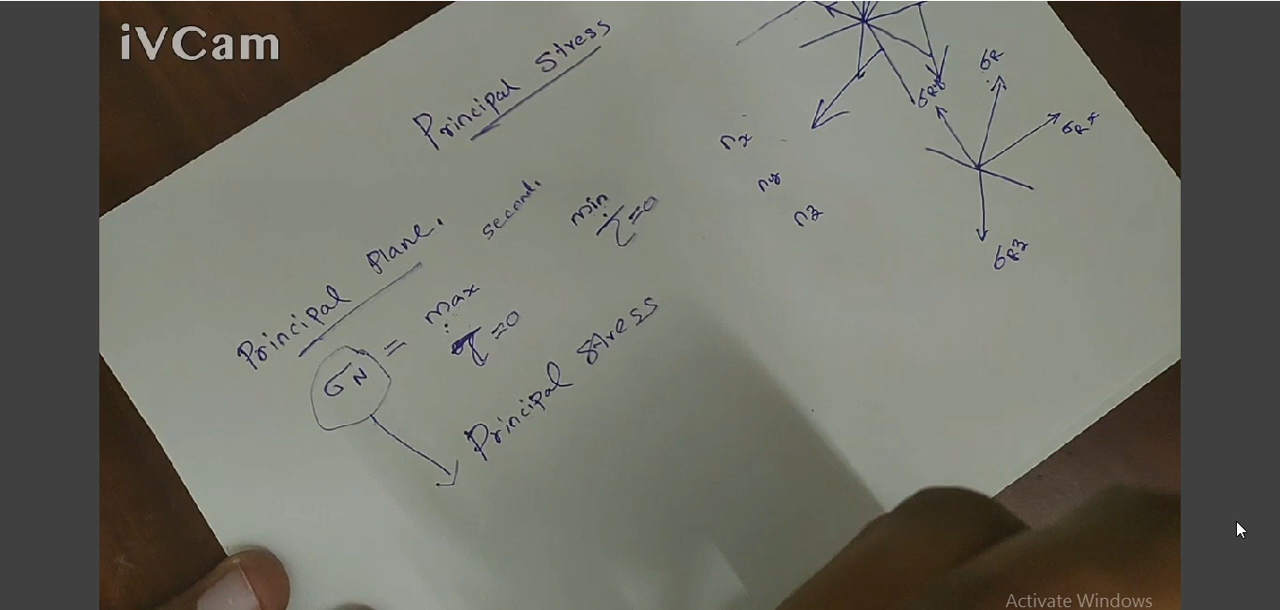 iVCam
Principal Stress
Principal Plane.
second.
σN = max
τ=0
min
τ=0
Principal Stress
nx
ny
nz
σR
σRx
σRy
σRz
Activate Windows